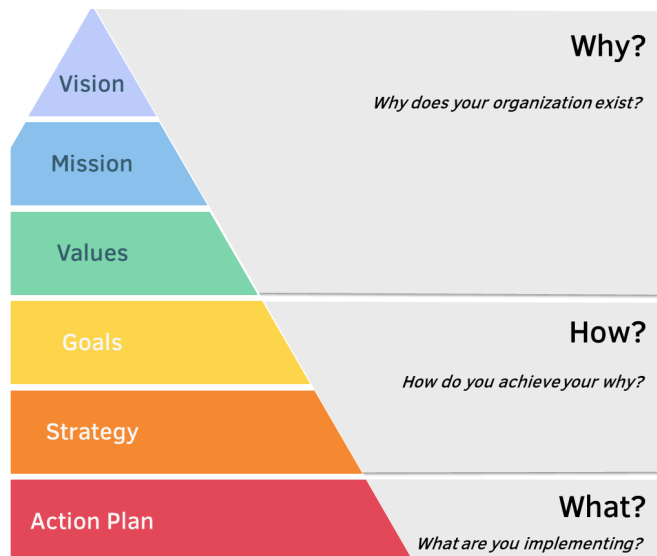 Why?
Vision
Why does your organization exist?
Mission
Values
How?
Goals
How do you achieve your why?
Strategy
What?
Action Plan
What are you implementing?